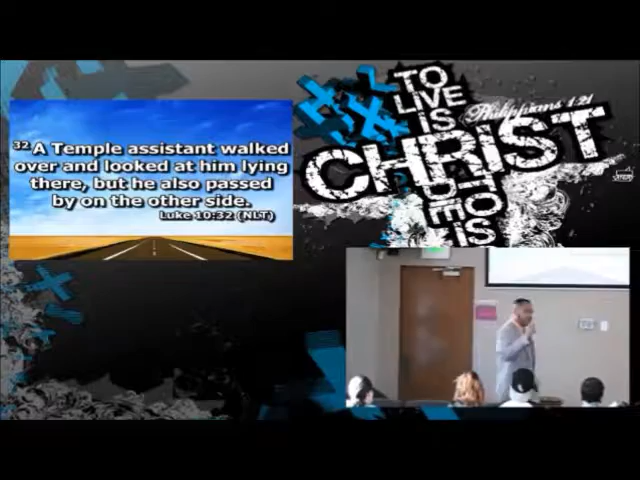 32 A Temple assistant walked
over and looked at him lying
there, but he also passed
by on the other side.
Luke 10:32 (NLT)
TO
LIVE
IS
Philippians 1:21
CHRIST
TO
DIE
IS